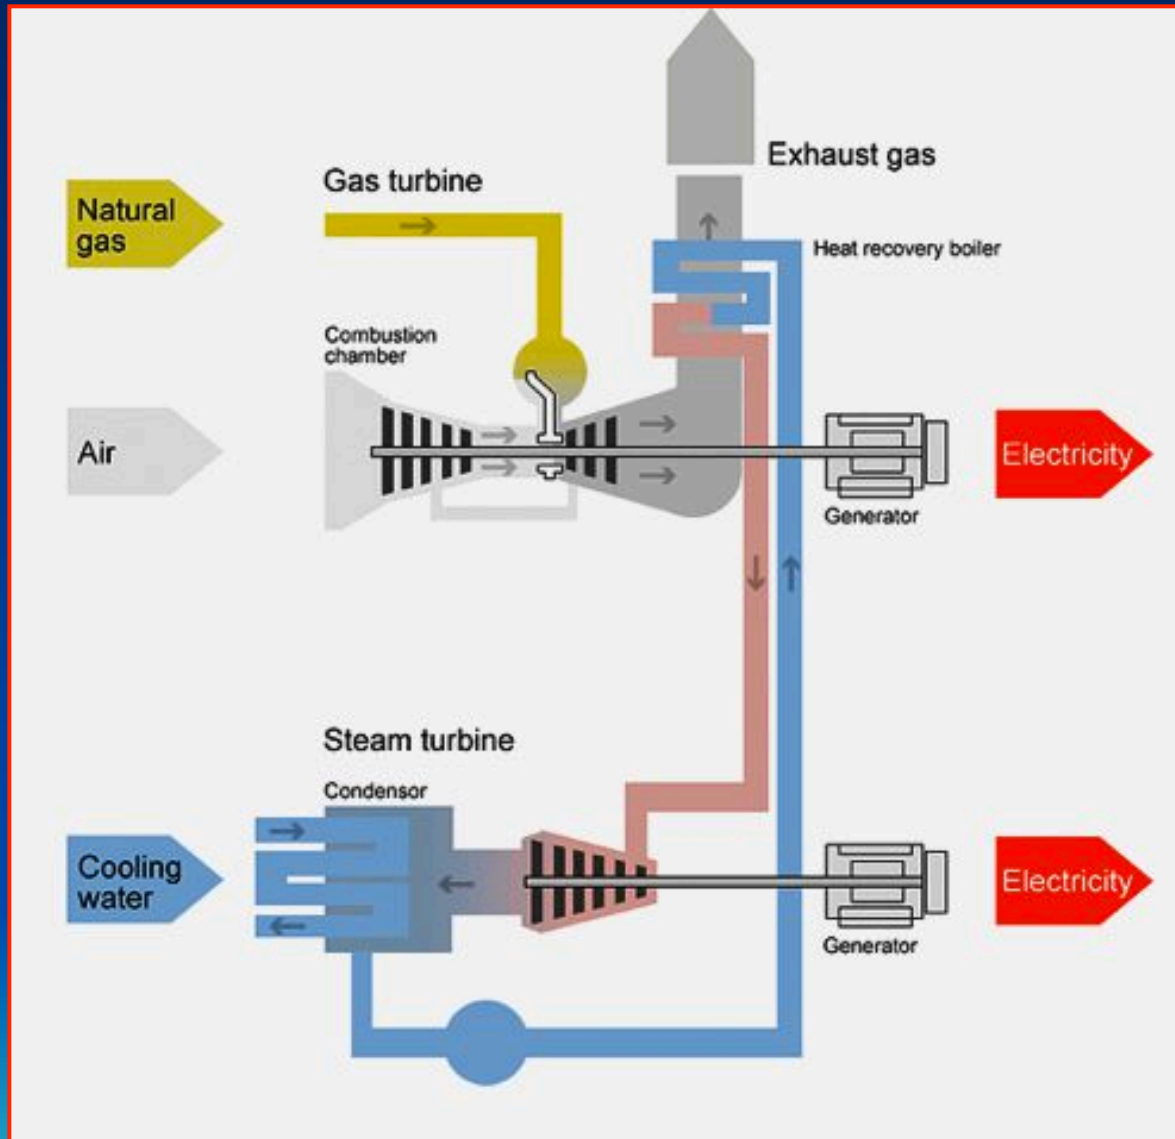 Exhaust gas
Gas turbine
Natural
gas
Heat recovery boiler
Combustion
chamber
Air
Electricity
Generator
Steam turbine
Condensor
Cooling
water
Electricity
Generator